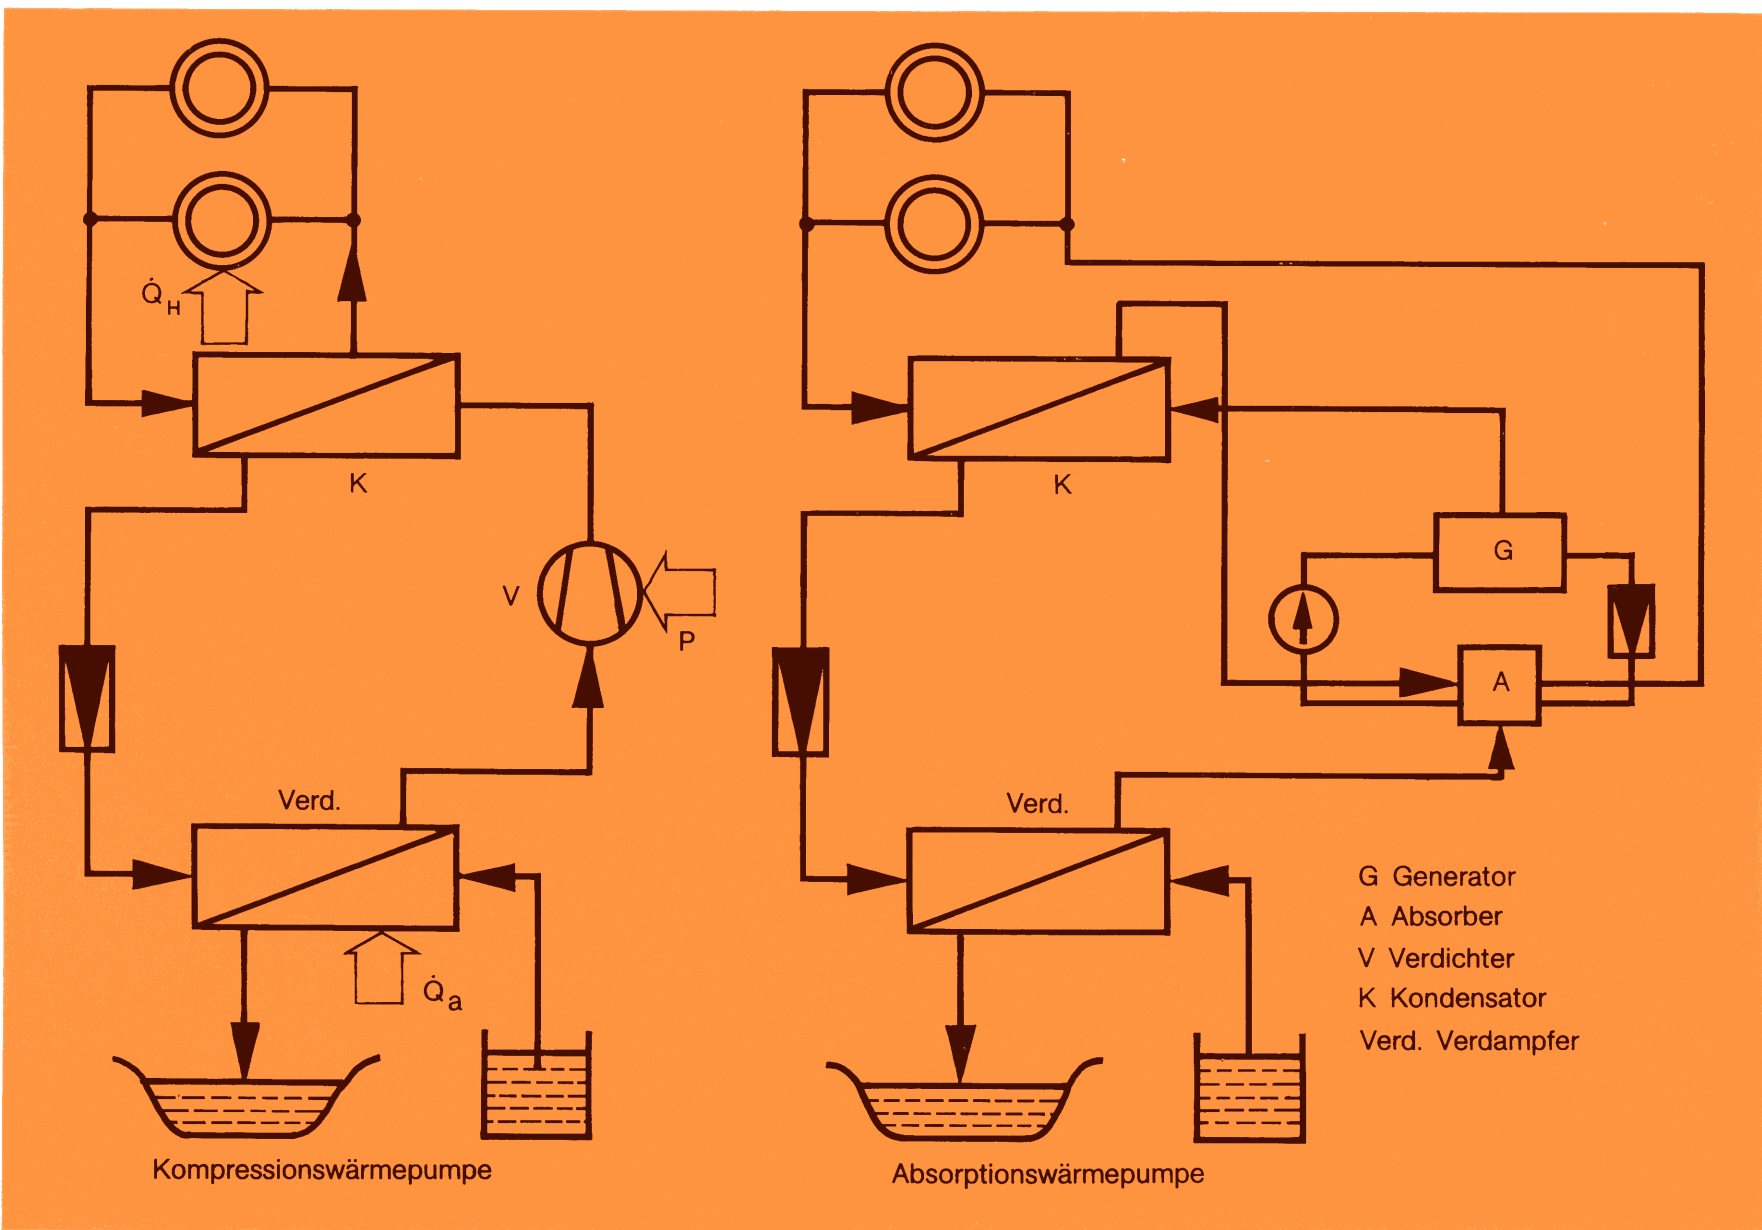 Q̇H
K
V
P
Verd.
Q̇a
Kompressionswärmepumpe
K
G
A
Verd.
G Generator
A Absorber
V Verdichter
K Kondensator
Verd. Verdampfer
Absorptionswärmepumpe